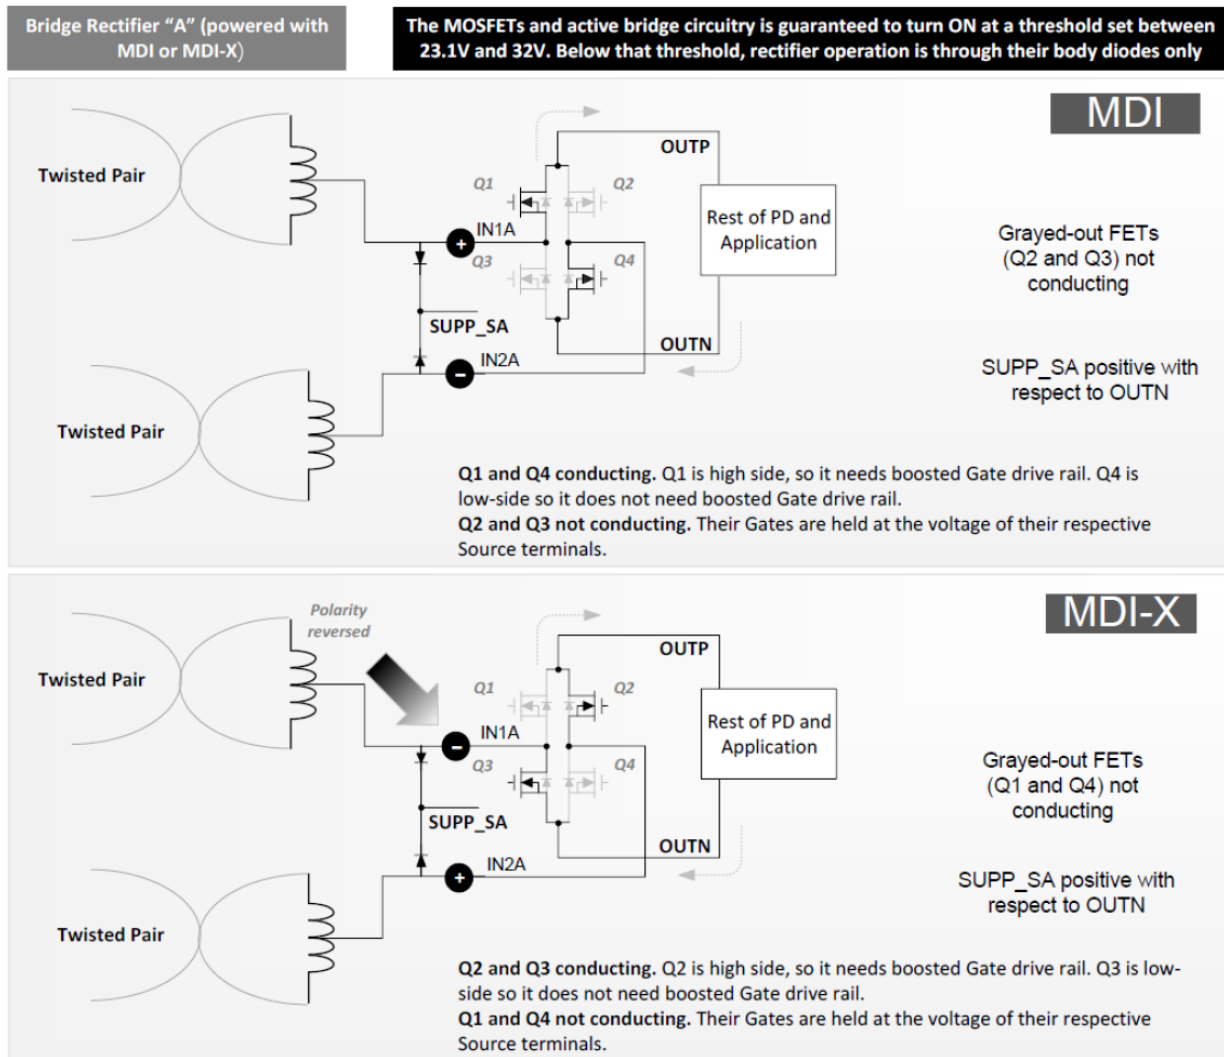 Bridge Rectifier “A” (powered with
MDI or MDI-X)
The MOSFETs and active bridge circuitry is guaranteed to turn ON at a threshold set between
23.1V and 32V. Below that threshold, rectifier operation is through their body diodes only
MDI
Twisted Pair
OUTP
Q1
Q2
Rest of PD and
Application
IN1A
Q3
Q4
Grayed-out FETs
(Q2 and Q3) not
conducting
SUPP_SA
OUTN
IN2A
SUPP_SA positive with
respect to OUTN
Twisted Pair
Q1 and Q4 conducting. Q1 is high side, so it needs boosted Gate drive rail. Q4 is
low-side so it does not need boosted Gate drive rail.
Q2 and Q3 not conducting. Their Gates are held at the voltage of their respective
Source terminals.
MDI-X
Polarity
reversed
Twisted Pair
OUTP
Q1
Q2
Rest of PD and
Application
IN1A
Q3
Q4
Grayed-out FETs
(Q1 and Q4) not
conducting
SUPP_SA
OUTN
IN2A
SUPP_SA positive with
respect to OUTN
Twisted Pair
Q2 and Q3 conducting. Q2 is high side, so it needs boosted Gate drive rail. Q3 is low-
side so it does not need boosted Gate drive rail.
Q1 and Q4 not conducting. Their Gates are held at the voltage of their respective
Source terminals.